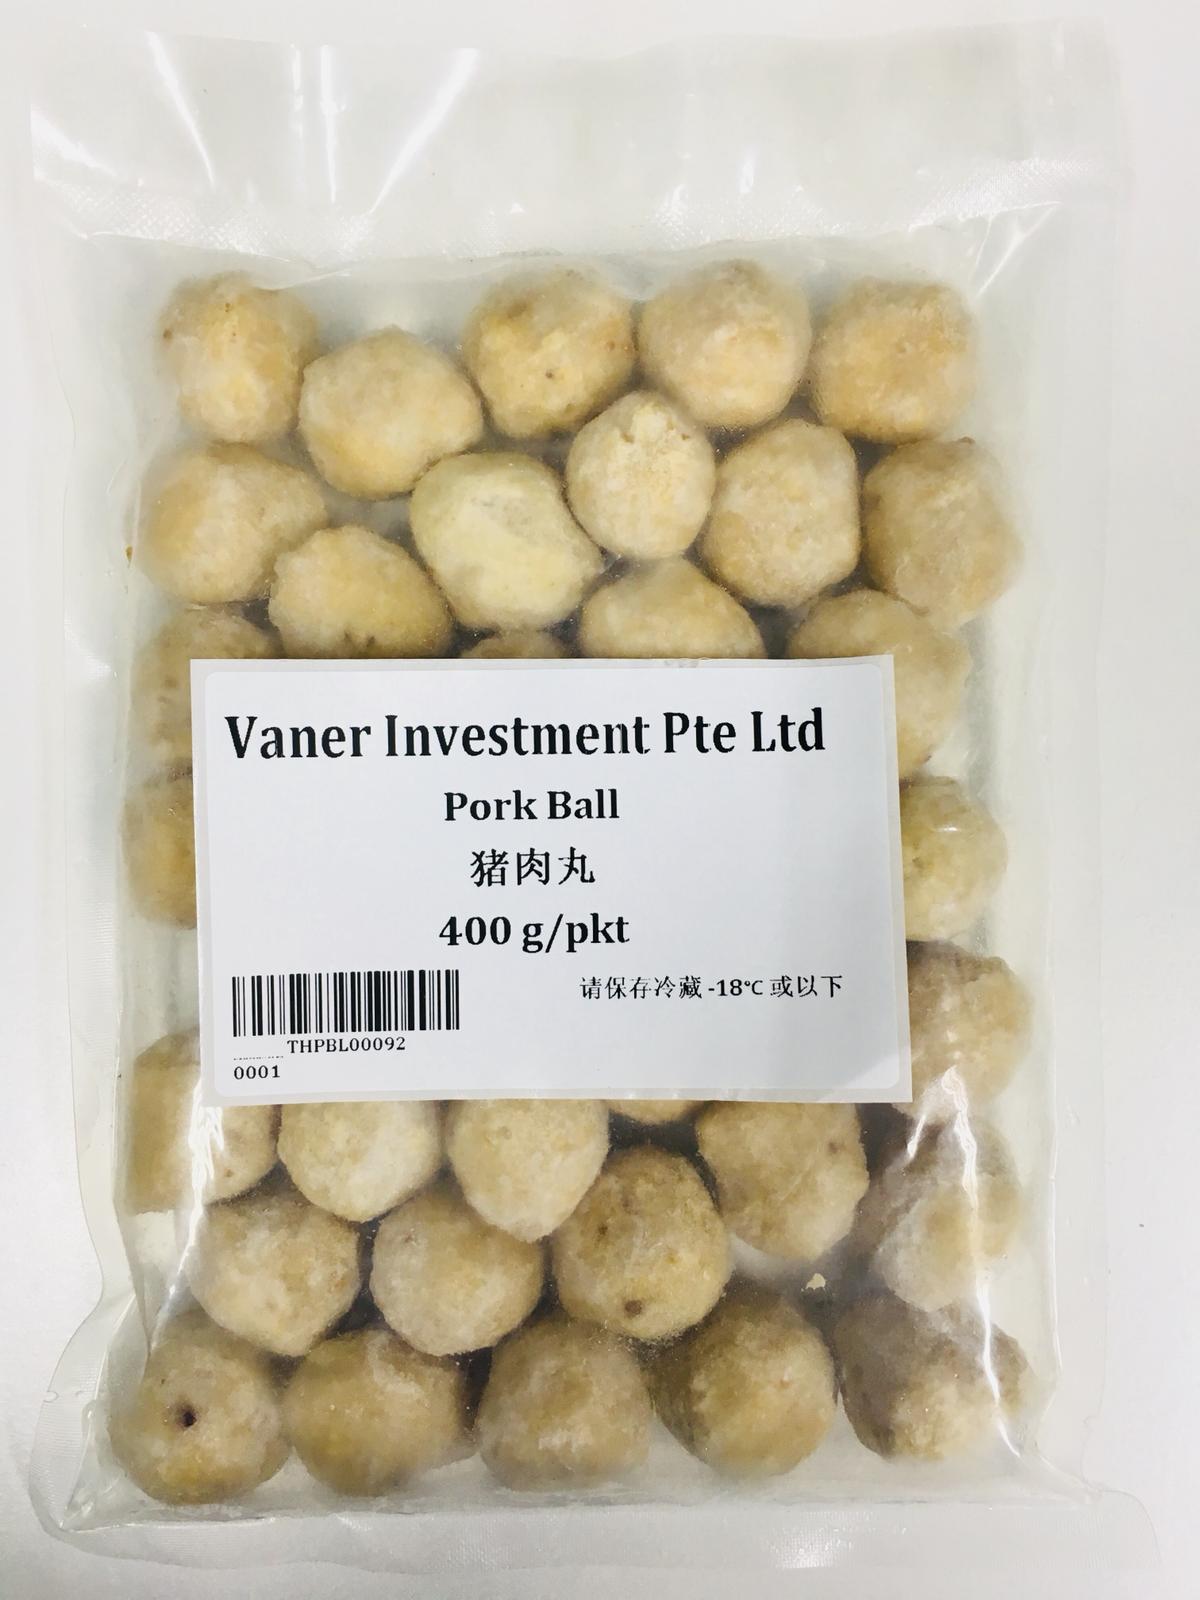 Vaner Investment Pte Ltd
Pork Ball
猪肉丸
400 g/pkt
请保存冷藏 -18℃ 或以下
THPBL00092
0001